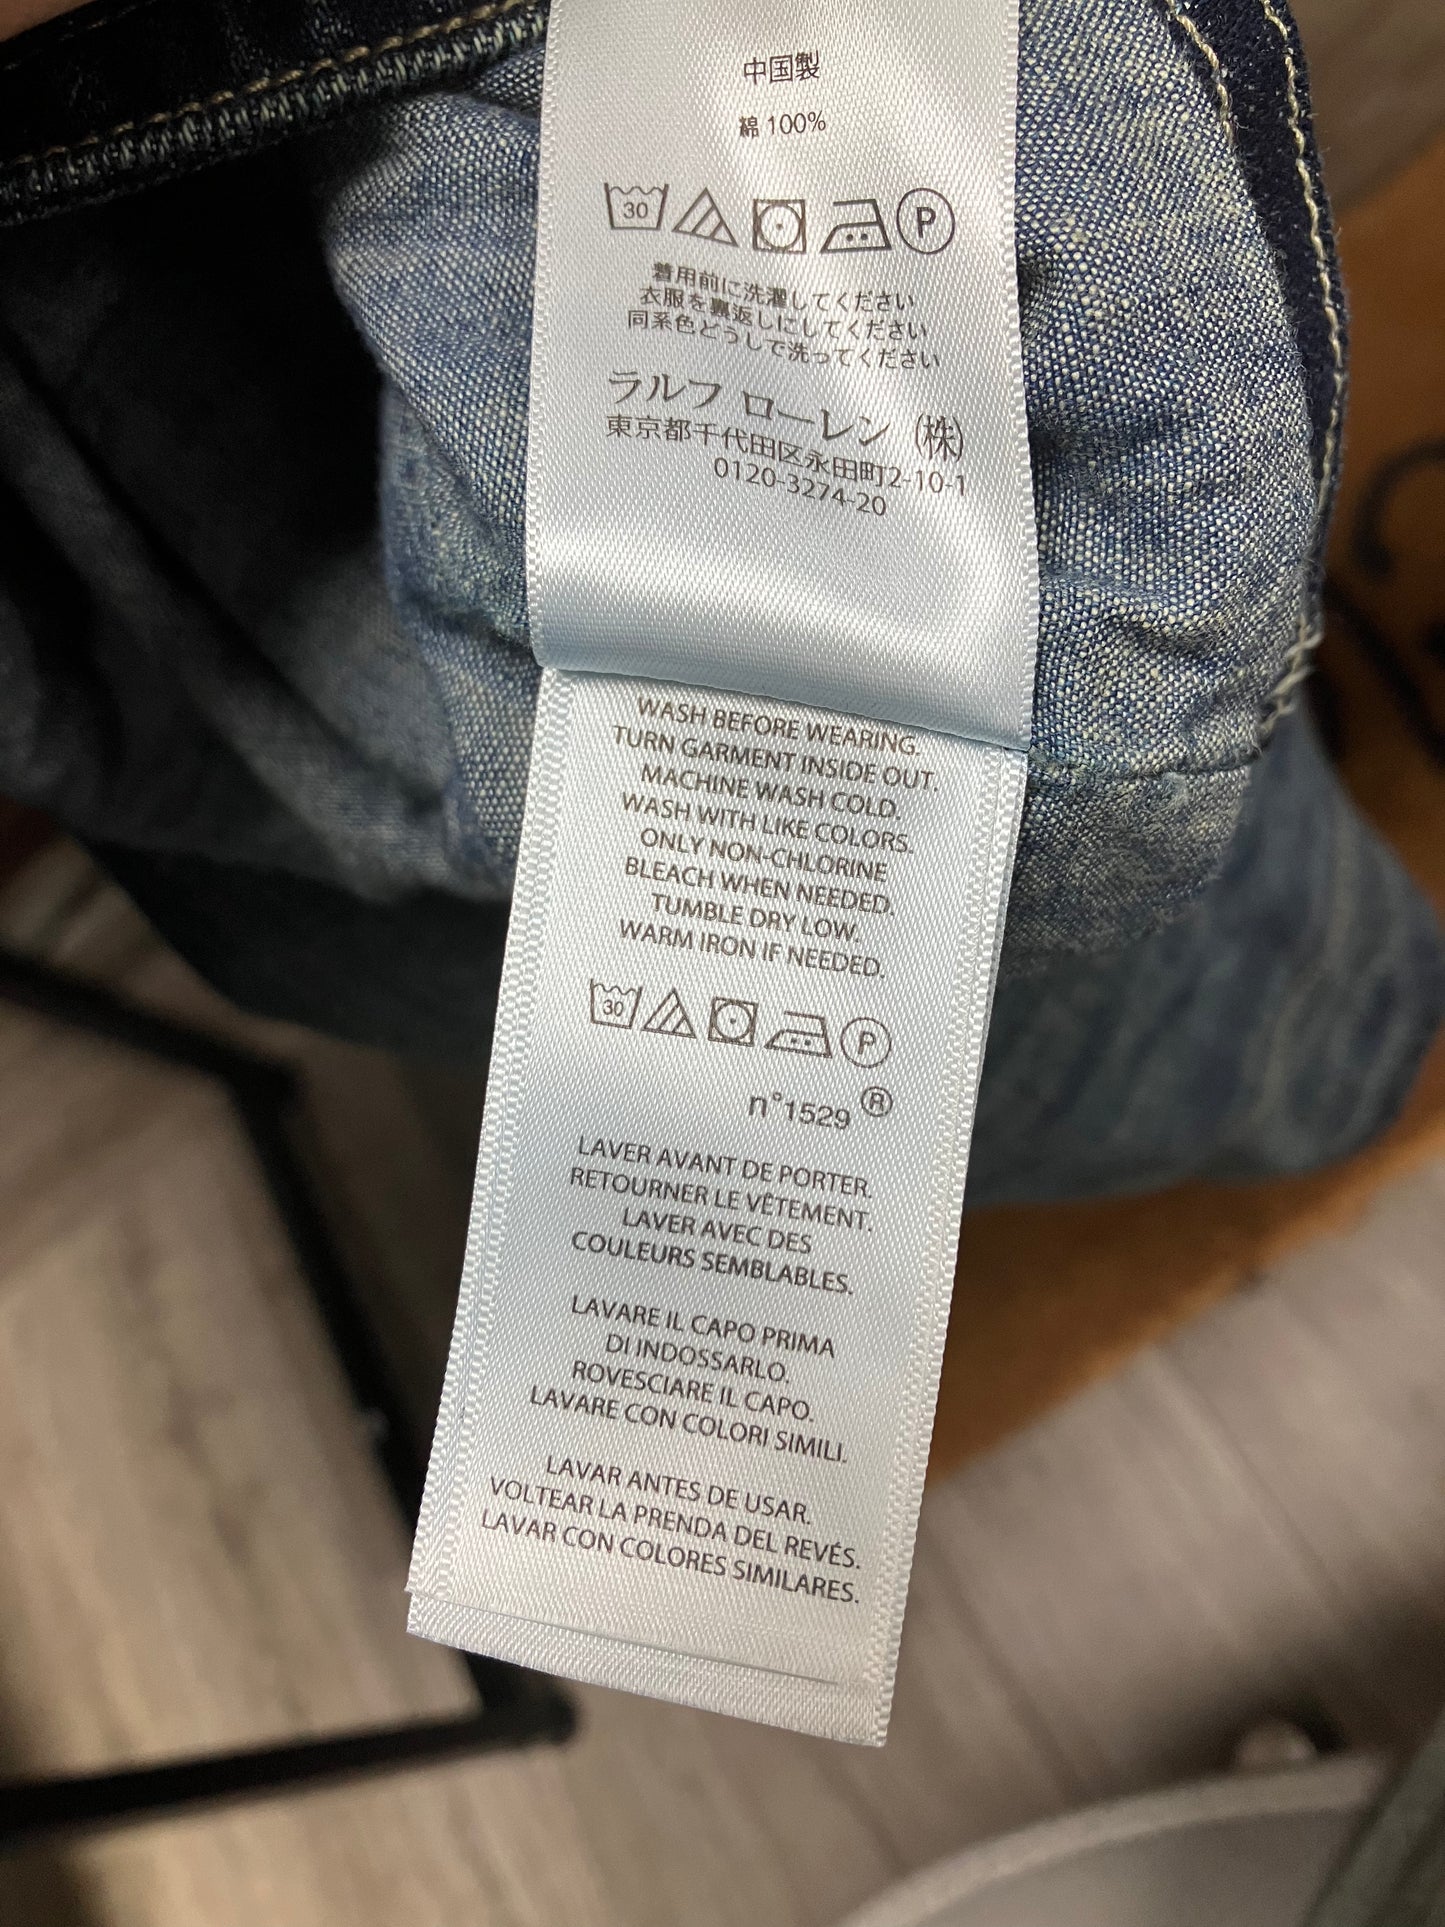 中国製
綿 100%
30 P
着用前に洗濯してください
衣服を裏返しにしてください
同系色どうしで洗ってください
ラルフ ローレン (株)
東京都千代田区永田町2-10-1
0120-3274-20
WASH BEFORE WEARING.
TURN GARMENT INSIDE OUT.
MACHINE WASH COLD.
WASH WITH LIKE COLORS.
ONLY NON-CHLORINE
BLEACH WHEN NEEDED.
TUMBLE DRY LOW.
WARM IRON IF NEEDED.
30 P
n°1529 ®
LAVER AVANT DE PORTER.
RETOURNER LE VÊTEMENT.
LAVER AVEC DES
COULEURS SEMBLABLES.
LAVARE IL CAPO PRIMA
DI INDOSSARLO.
ROVESCIARE IL CAPO.
LAVARE CON COLORI SIMILI.
LAVAR ANTES DE USAR.
VOLTEAR LA PRENDA DEL REVÉS.
LAVAR CON COLORES SIMILARES.